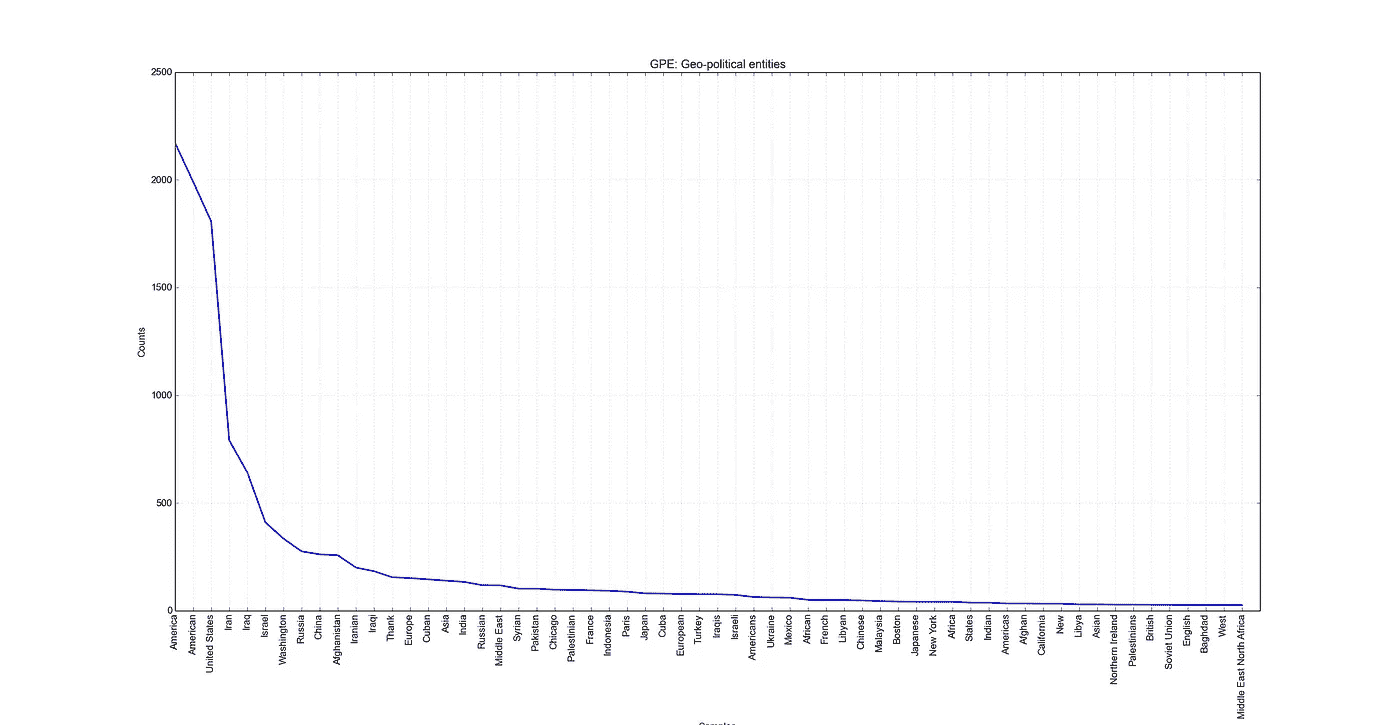 GPE: Geo-political entities
2500
2000
1500
1000
500
0
Counts
America
American
United States
Iran
Iraq
Israel
Washington
Russia
China
Afghanistan
Iranian
Iraqi
Thank
Europe
Cuban
Asia
India
Russian
Middle East
Syrian
Pakistan
Chicago
Palestinian
France
Indonesia
Paris
Japan
Cuba
European
Turkey
Iraqis
Israeli
Americans
Ukraine
Mexico
African
French
Libyan
Chinese
Malaysia
Boston
Japanese
New York
Africa
States
Indian
Americas
Afghan
California
New
Libya
Asian
Northern Ireland
Palestinians
British
Soviet Union
English
Baghdad
West
Middle East North Africa